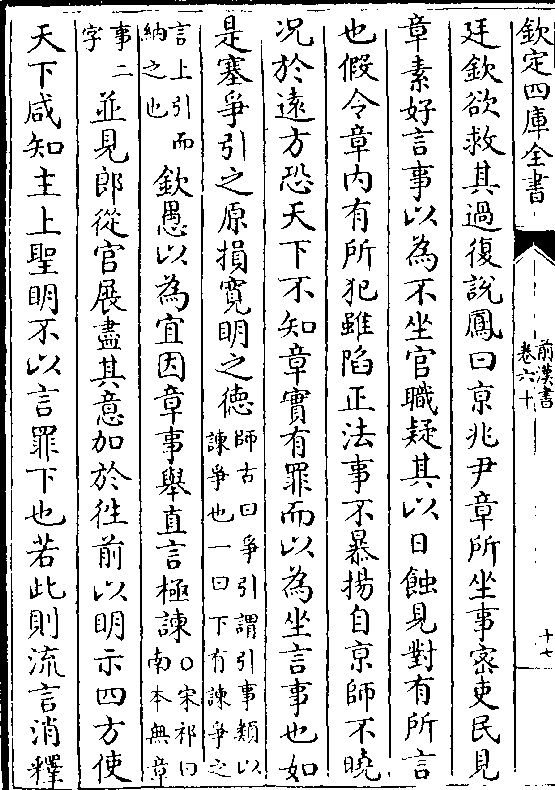 欽定四庫全書
前漢書
卷六十
十七
廷欽欲救其過復說鳳曰京兆尹章所坐事宻吏民見
章素好言事以為不坐官職疑其以日蝕見對有所言
也假令章内有所犯雖陷正法事不暴揚自京師不曉
况於逺方恐天下不知章實有罪而以為坐言事也如
是塞爭引之原損寛明之徳師古曰爭引謂引事類以
諫爭也一曰下有諫爭之
言上引而
納之也欽愚以為宜因章事舉直言極諫○宋祁曰
南本無章
事二
字並見郎從官展盡其意加於徃前以明示四方使
天下咸知主上聖明不以言罪下也若此則流言消釋